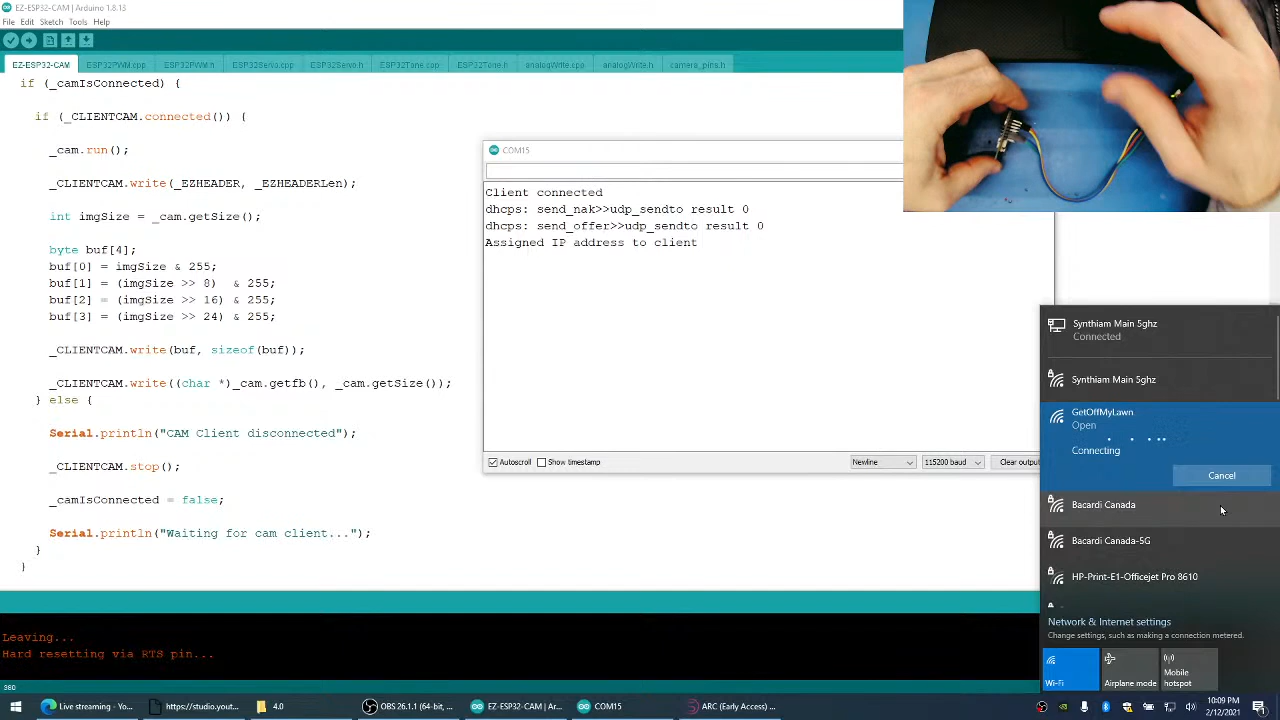 EZ-ESP32-CAM | Arduino 1.8.13
File Edit Sketch Tools Help
EZ-ESP32-CAM ESP32PWM.cpp ESP32PWM.h ESP32Servo.cpp ESP32Servo.h ESP32Tone.cpp ESP32Tone.h analogWrite.cpp analogWrite.h camera_pins.h
if (_camIsConnected) {
if (_CLIENTCAM.connected()) {
_cam.run();
_CLIENTCAM.write(_EZHEADER, _EZHEADERLen);
int imgSize = _cam.getSize();
byte buf[4];
buf[0] = imgSize & 255;
buf[1] = (imgSize >> 8)  & 255;
buf[2] = (imgSize >> 16) & 255;
buf[3] = (imgSize >> 24) & 255;
_CLIENTCAM.write(buf, sizeof(buf));
_CLIENTCAM.write((char *)_cam.getfb(), _cam.getSize());
} else {
Serial.println("CAM Client disconnected");
_CLIENTCAM.stop();
_camIsConnected = false;
Serial.println("Waiting for cam client...");
}
}
COM15
Client connected
dhcps: send_nak>>udp_sendto result 0
dhcps: send_offer>>udp_sendto result 0
Assigned IP address to client
Autoscroll Show timestamp Newline 115200 baud Clear output
Synthiam Main 5ghz
Connected
Synthiam Main 5ghz
GetOffMyLawn
Open
Connecting
Cancel
Bacardi Canada
Bacardi Canada-5G
HP-Print-E1-Officejet Pro 8610
Network & Internet settings
Change settings, such as making a connection metered.
Wi-Fi
Airplane mode
Mobile
hotspot
Leaving...
Hard resetting via RTS pin...
380
Live streaming - Yo... https://studio.yout... 4.0 OBS 26.1.1 (64-bit, ... EZ-ESP32-CAM | Ar... COM15 ARC (Early Access) ...
10:09 PM
2/12/2021